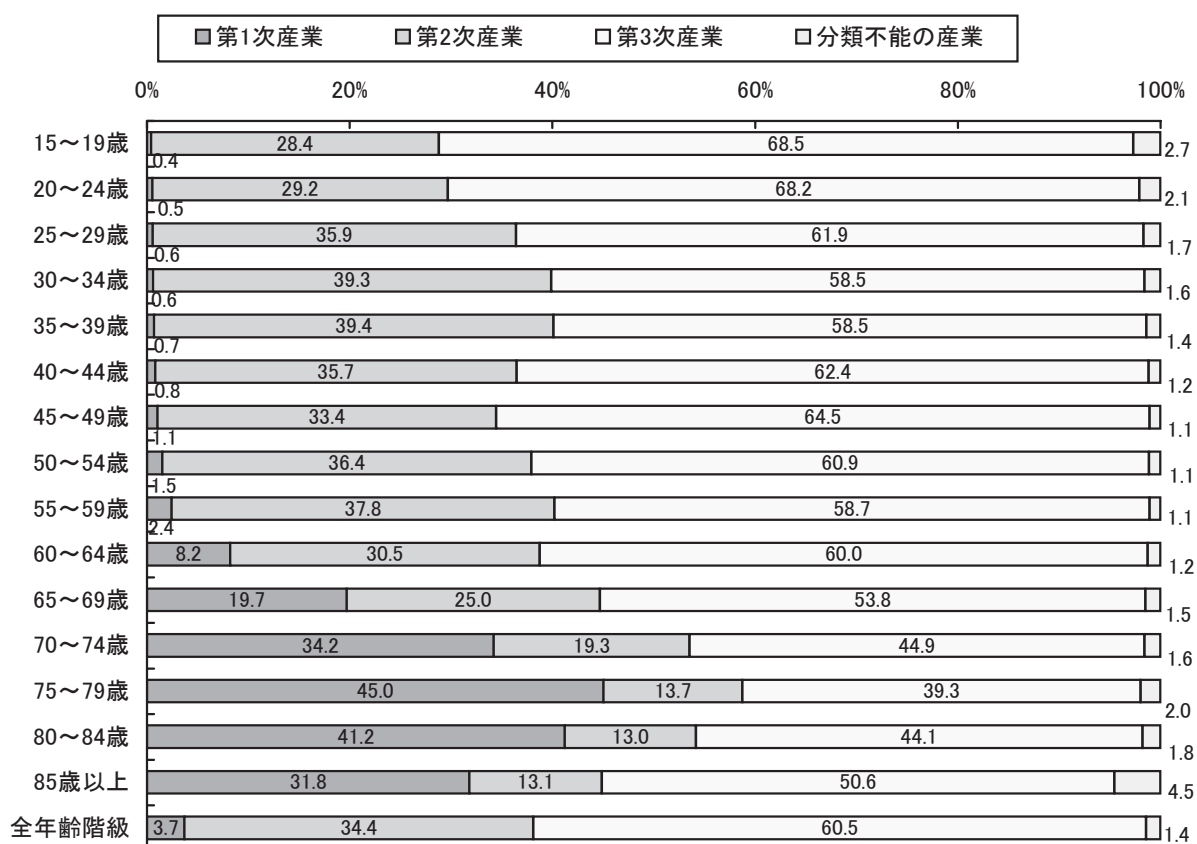 第1次産業 第2次産業 第3次産業 分類不能の産業
0% 20% 40% 60% 80% 100%
15～19歳 0.4 28.4 68.5 2.7
20～24歳 0.5 29.2 68.2 2.1
25～29歳 0.6 35.9 61.9 1.7
30～34歳 0.6 39.3 58.5 1.6
35～39歳 0.7 39.4 58.5 1.4
40～44歳 0.8 35.7 62.4 1.2
45～49歳 1.1 33.4 64.5 1.1
50～54歳 1.5 36.4 60.9 1.1
55～59歳 2.4 37.8 58.7 1.1
60～64歳 8.2 30.5 60.0 1.2
65～69歳 19.7 25.0 53.8 1.5
70～74歳 34.2 19.3 44.9 1.6
75～79歳 45.0 13.7 39.3 2.0
80～84歳 41.2 13.0 44.1 1.8
85歳以上 31.8 13.1 50.6 4.5
全年齢階級 3.7 34.4 60.5 1.4